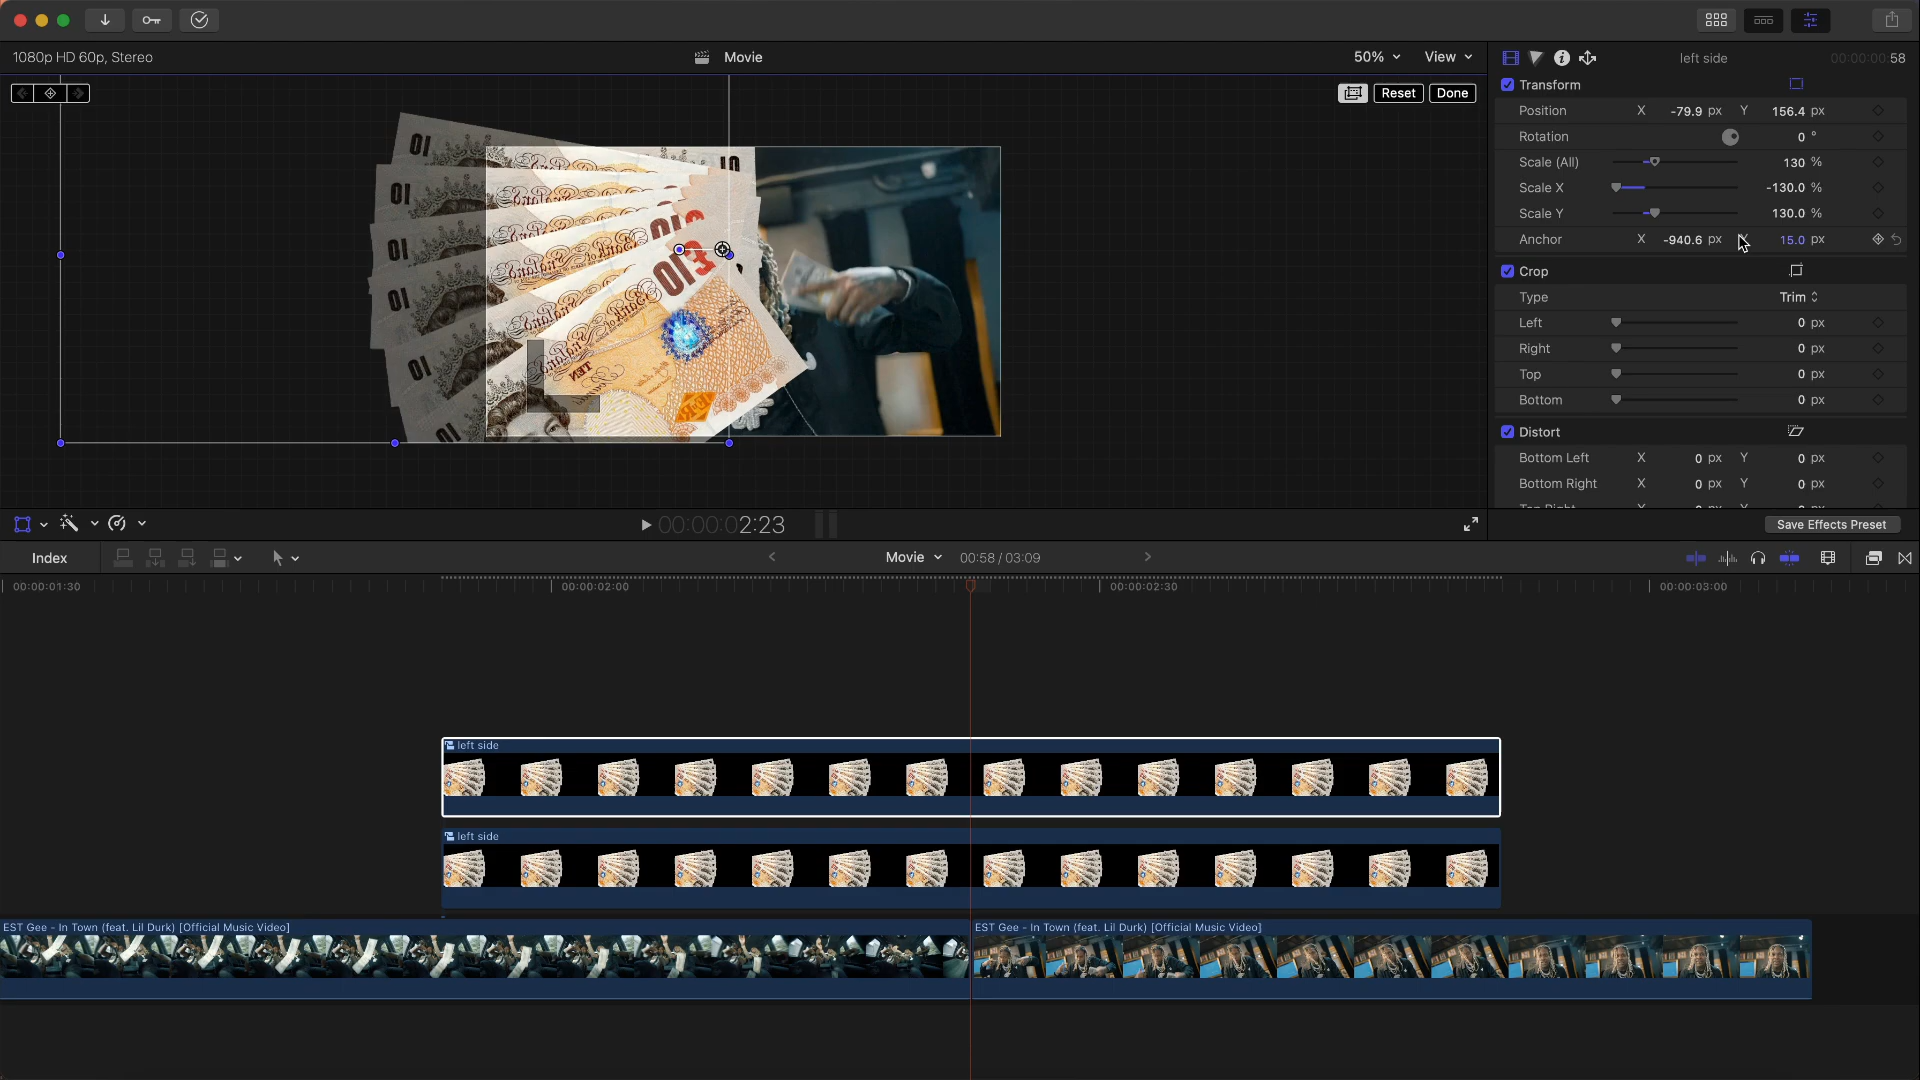 1080p HD 60p, Stereo
Movie
50%
View
left side
00:00:00:58
Reset
Done
Transform
Position X -79.9 px Y 156.4 px
Rotation 0 °
Scale (All) 130 %
Scale X -130.0 %
Scale Y 130.0 %
Anchor X -940.6 px Y 15.0 px
Crop
Type Trim
Left 0 px
Right 0 px
Top 0 px
Bottom 0 px
Distort
Bottom Left X 0 px Y 0 px
Bottom Right X 0 px Y 0 px
Save Effects Preset
00:00:02:23
Index
Movie
00:58 / 03:09
00:00:01:30
00:00:02:00
00:00:02:30
00:00:03:00
left side
left side
EST Gee - In Town (feat. Lil Durk) [Official Music Video]
EST Gee - In Town (feat. Lil Durk) [Official Music Video]